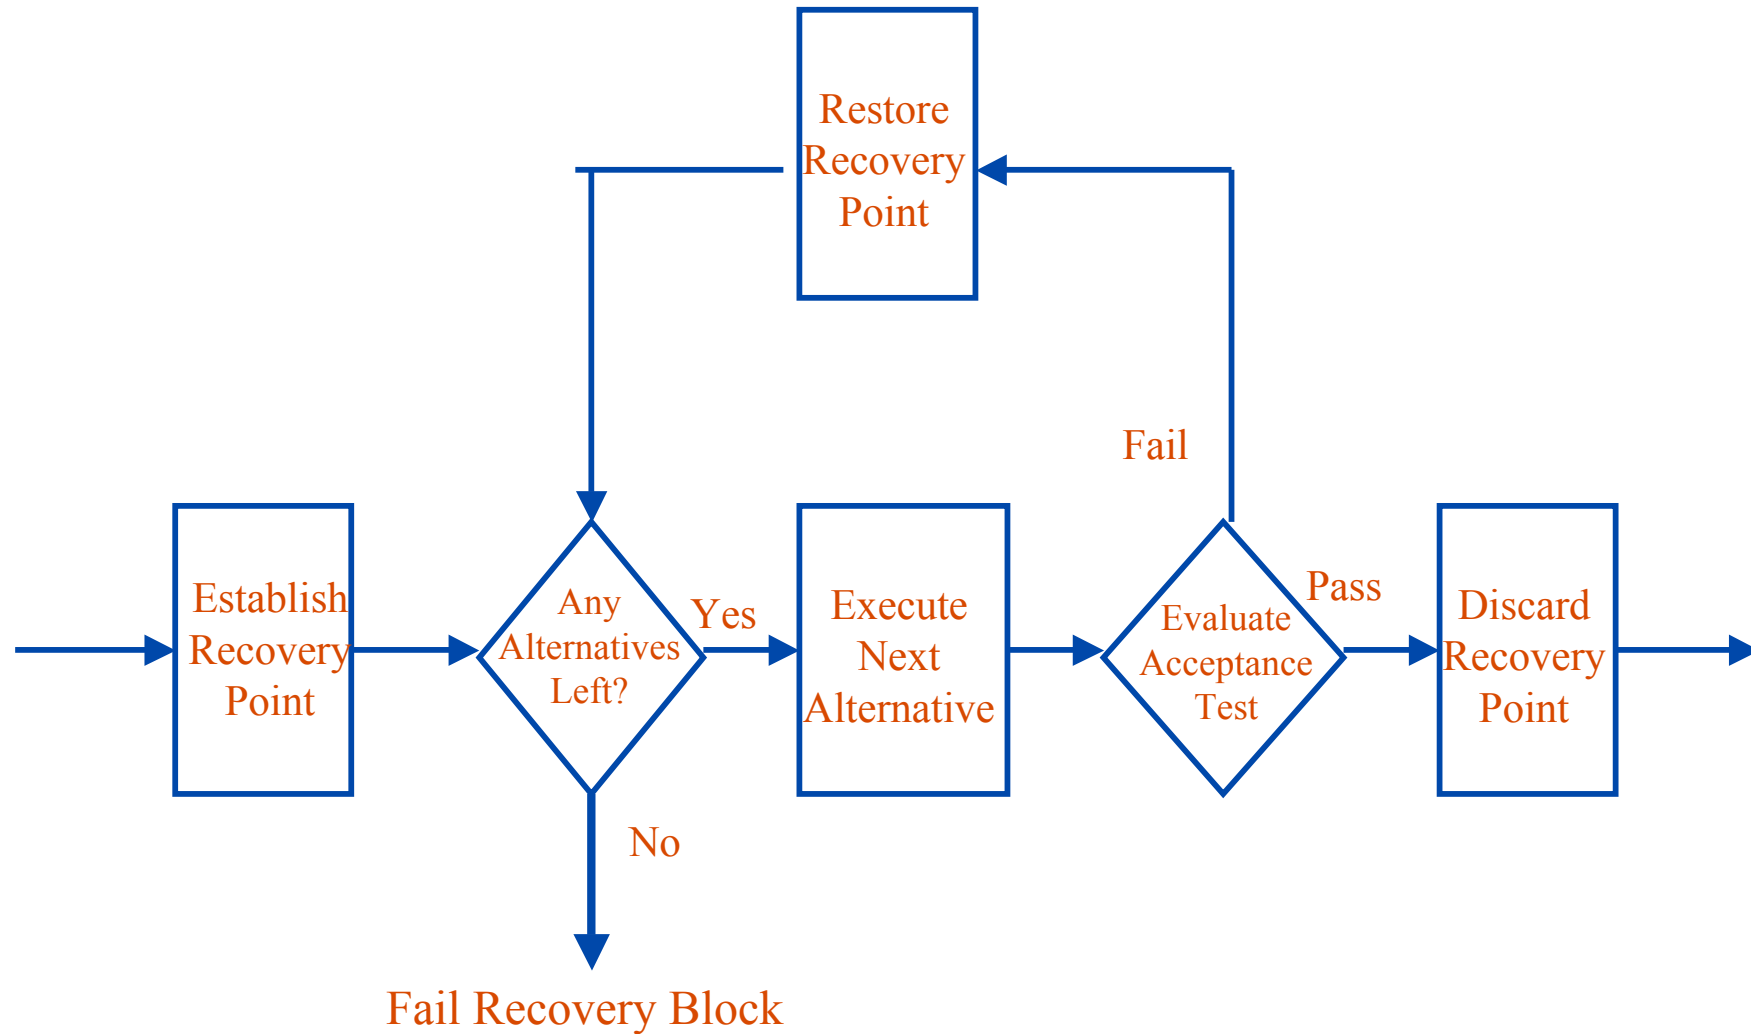 Restore
Recovery
Point
Fail
Establish
Recovery
Point
Any
Alternatives
Left?
Yes
Execute
Next
Alternative
Evaluate
Acceptance
Test
Pass
Discard
Recovery
Point
No
Fail Recovery Block